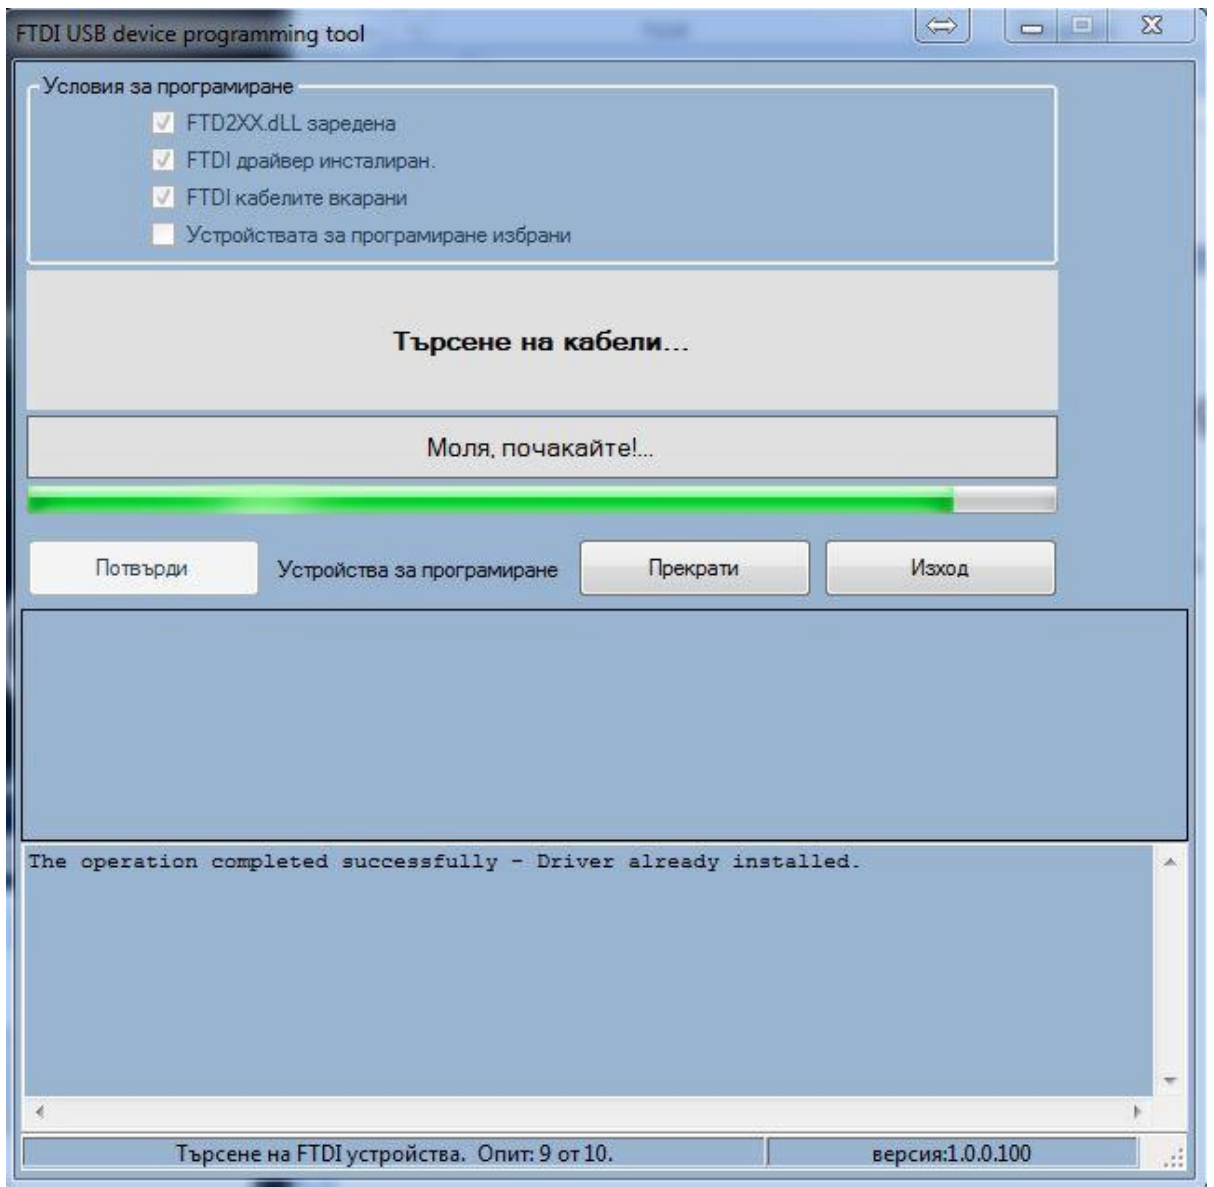 FTDI USB device programming tool
Условия за програмиране
FTD2XX.dLL заредена
FTDI драйвер инсталиран.
FTDI кабелите вкарани
Устройствата за програмиране избрани
Търсене на кабели...
Моля, почакайте!...
Потвърди Устройства за програмиране Прекрати Изход
The operation completed successfully - Driver already installed.
Търсене на FTDI устройства. Опит: 9 от 10. версия:1.0.0.100